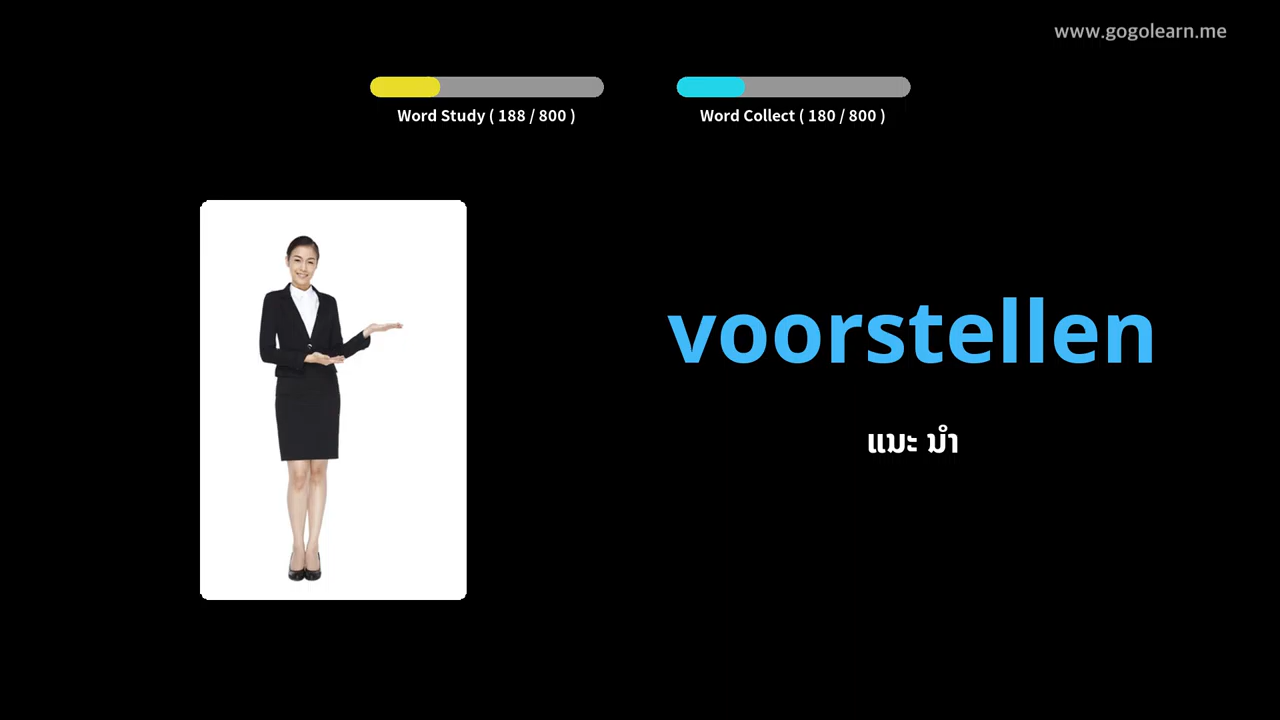 www.gogolearn.me
Word Study ( 188 / 800 )
Word Collect ( 180 / 800 )
voorstellen
ແນະ ນຳ